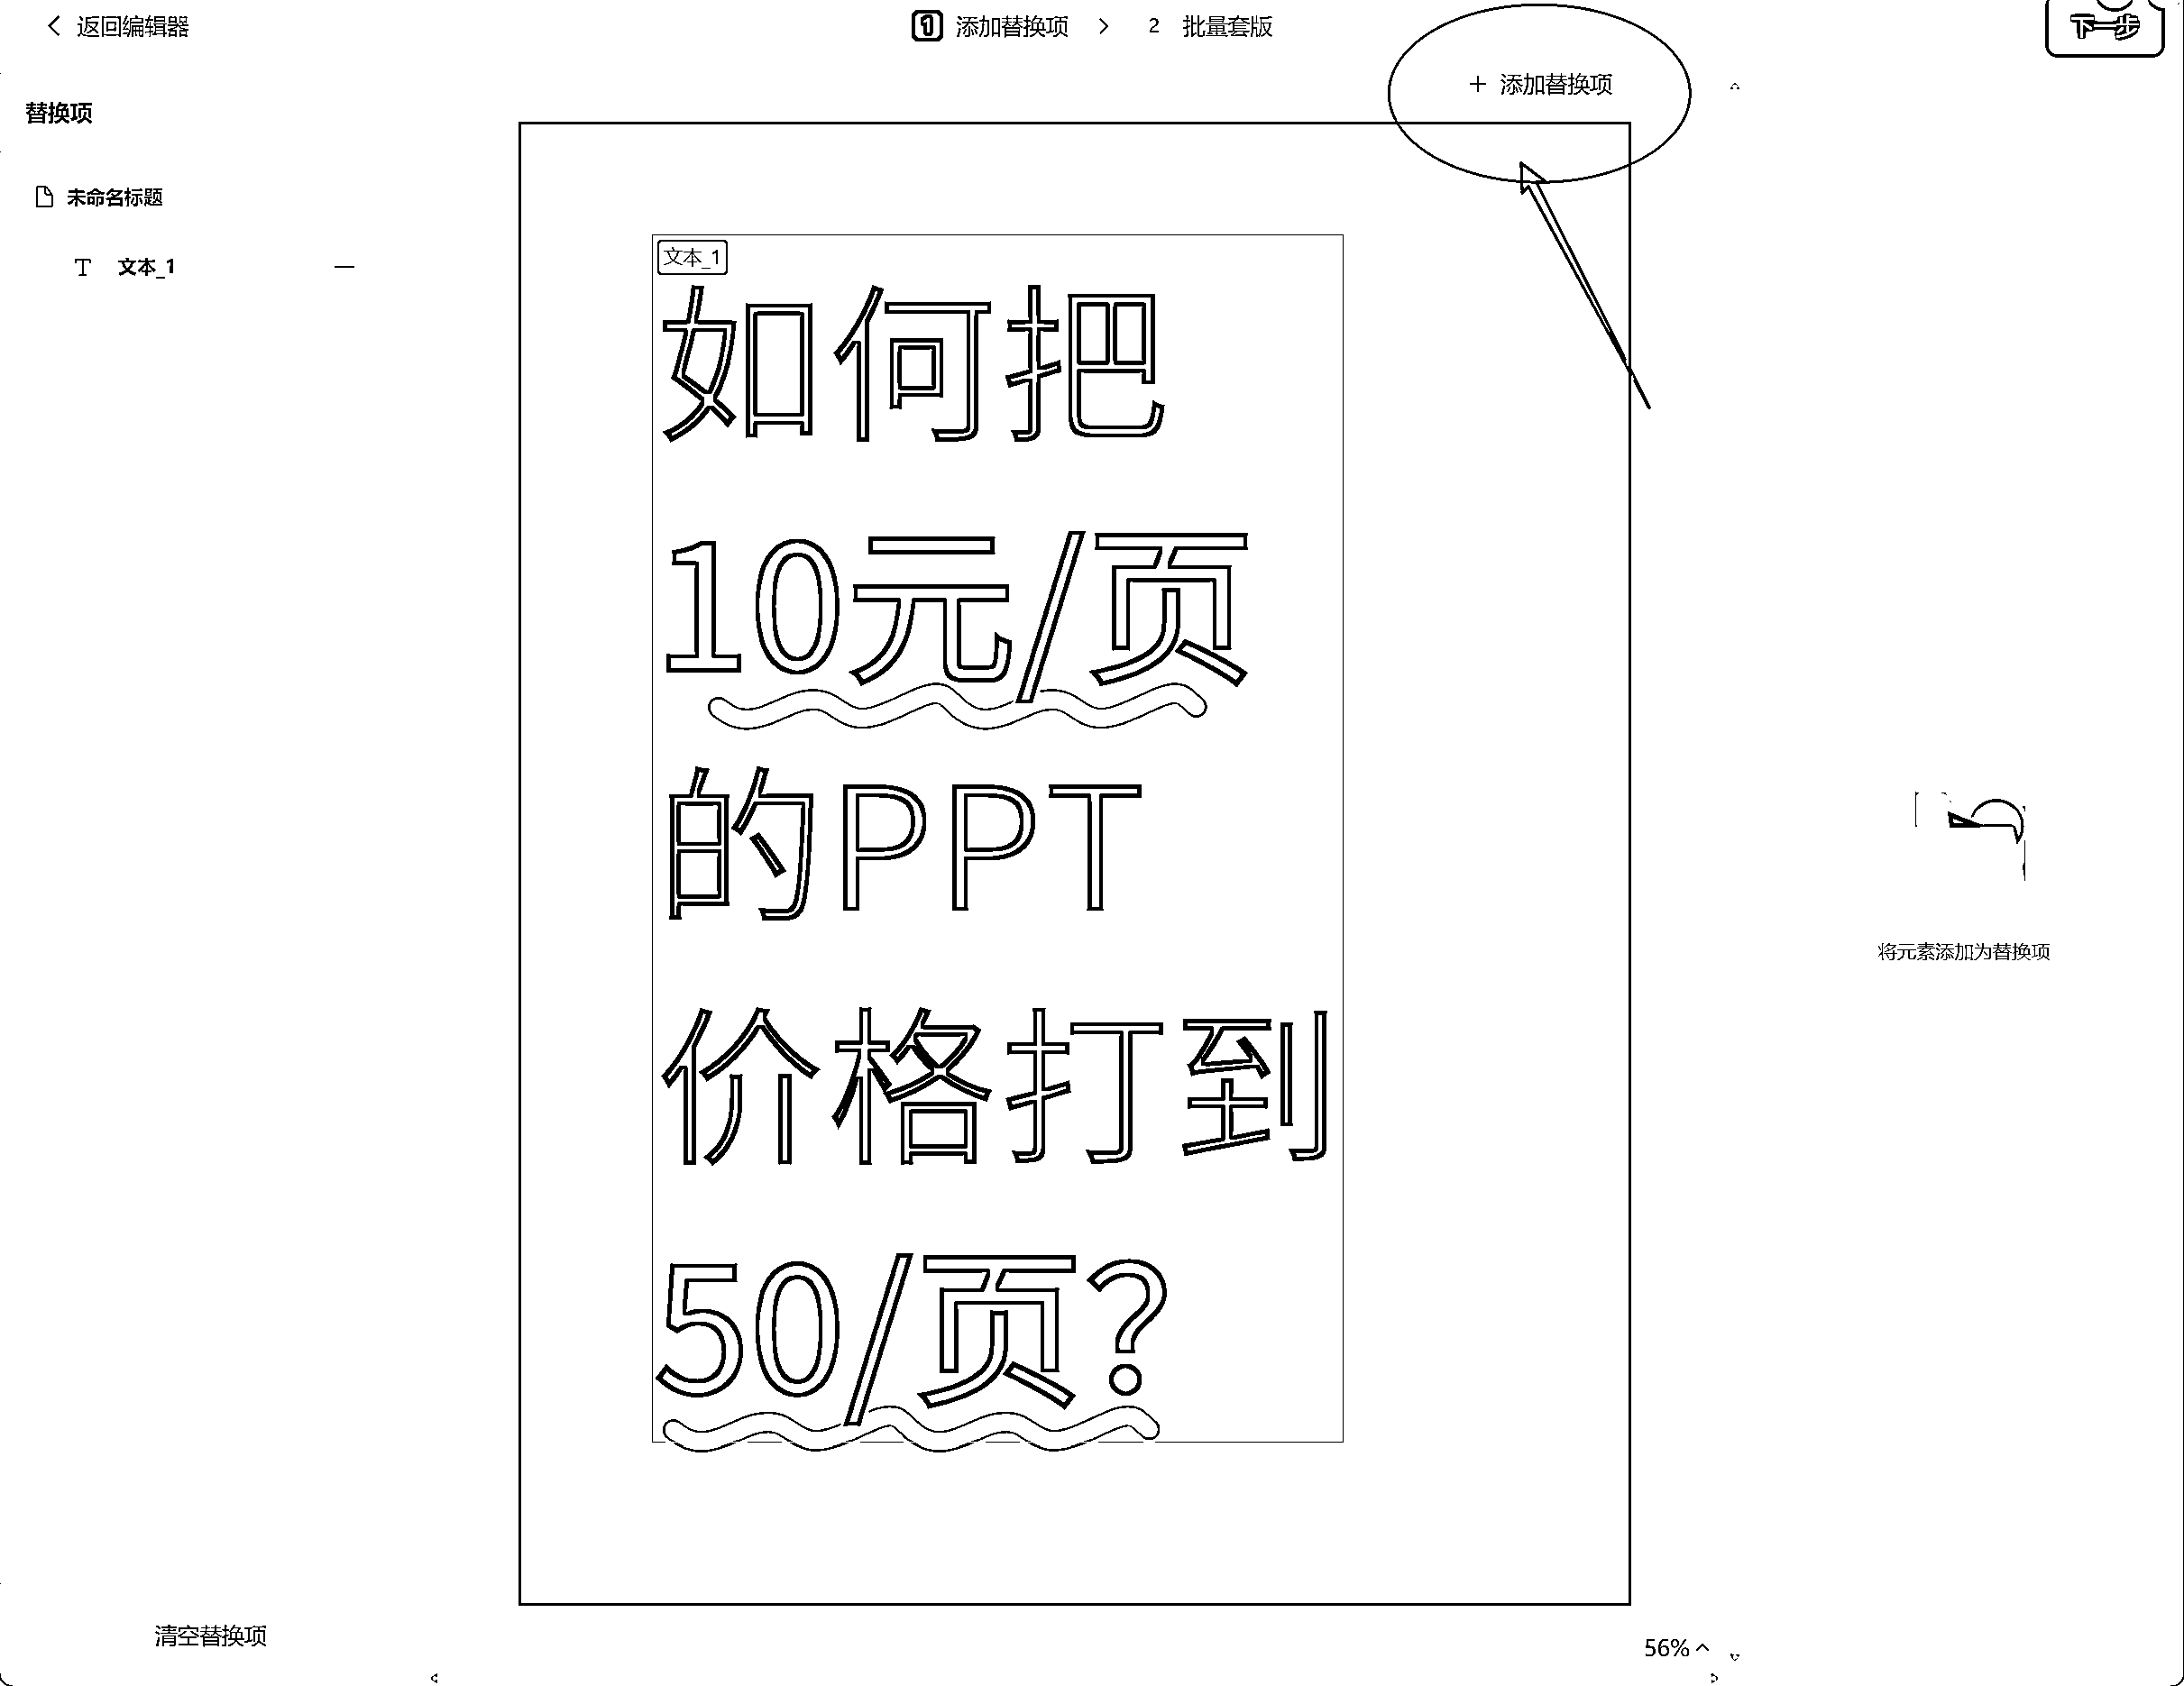 返回编辑器
1 添加替换项 > 2 批量套版
下一步
+ 添加替换项
替换项
未命名标题
T 文本_1
文本_1
如何把
10元/页
的PPT
价格打到
50/页?
将元素添加为替换项
清空替换项
56%